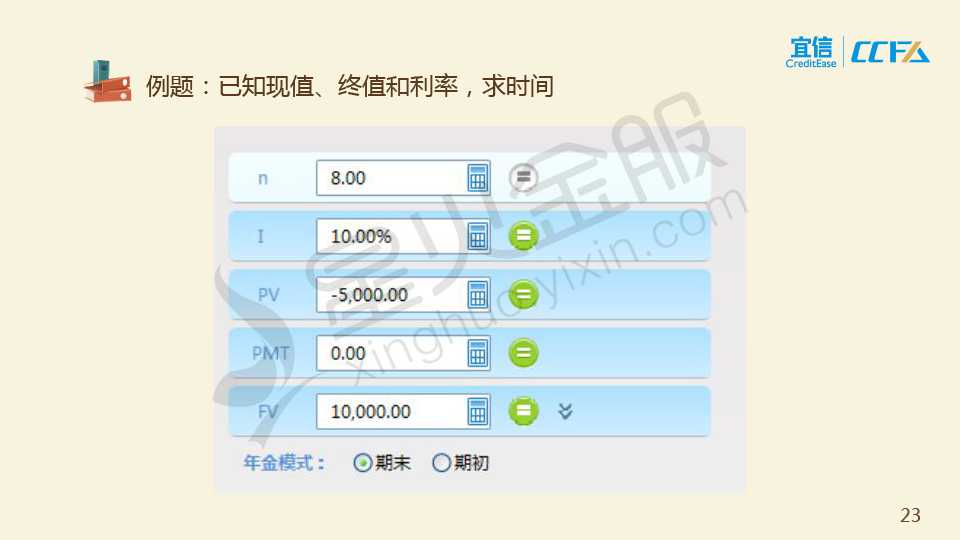 宜信
CreditEase
CCFA
例题：已知现值、终值和利率，求时间
n 8.00
I 10.00%
PV -5,000.00
PMT 0.00
FV 10,000.00
年金模式： 期末 期初
星火金服
xinghuoyixin.com
23